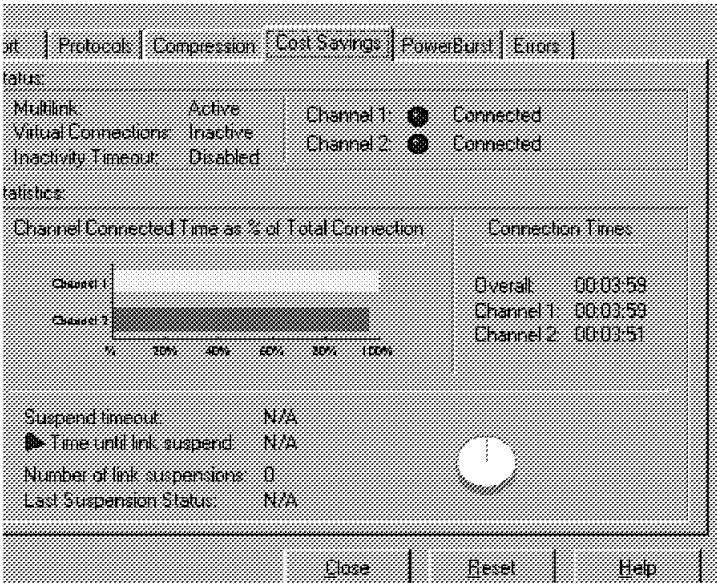 ort Protocols Compression Cost Savings PowerBurst Errors
tatus:
Multilink: Active
Virtual Connections: Inactive
Inactivity Timeout: Disabled
Channel 1: Connected
Channel 2: Connected
tatistics:
Channel Connected Time as % of Total Connection
Channel 1
Channel 2
% 20% 40% 60% 80% 100%
Connection Times
Overall: 00:03:59
Channel 1: 00:03:59
Channel 2: 00:03:51
Suspend timeout: N/A
Time until link suspend: N/A
Number of link suspensions: 0
Last Suspension Status: N/A
Close Reset Help